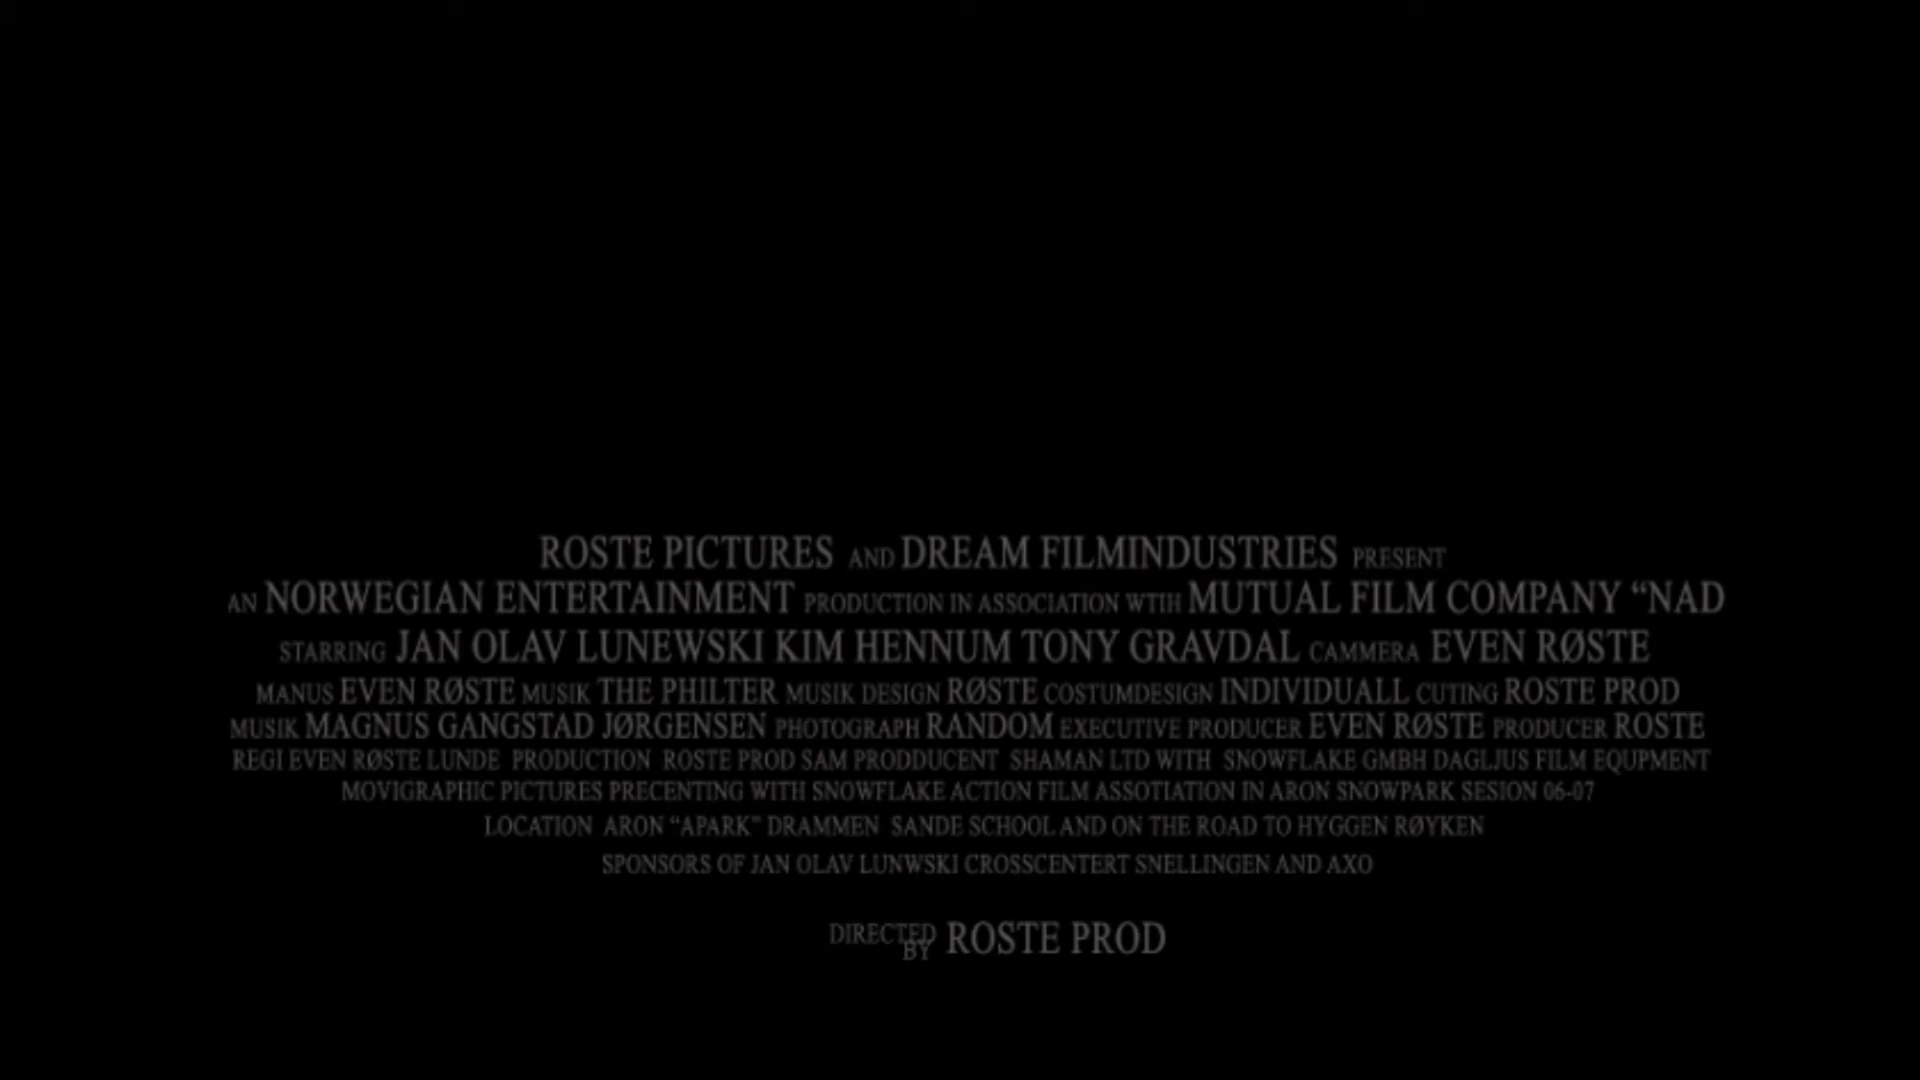 ROSTE PICTURES AND DREAM FILMINDUSTRIES PRESENT
AN NORWEGIAN ENTERTAINMENT PRODUCTION IN ASSOCIATION WTIH MUTUAL FILM COMPANY “NAD
STARRING JAN OLAV LUNEWSKI KIM HENNUM TONY GRAVDAL CAMMERA EVEN RØSTE
MANUS EVEN RØSTE MUSIK THE PHILTER MUSIK DESIGN RØSTE COSTUMDESIGN INDIVIDUALL CUTING ROSTE PROD
MUSIK MAGNUS GANGSTAD JØRGENSEN PHOTOGRAPH RANDOM EXECUTIVE PRODUCER EVEN RØSTE PRODUCER ROSTE
REGI EVEN RØSTE LUNDE PRODUCTION ROSTE PROD SAM PRODDUCENT SHAMAN LTD WITH SNOWFLAKE GMBH DAGLJUS FILM EQUPMENT
MOVIGRAPHIC PICTURES PRECENTING WITH SNOWFLAKE ACTION FILM ASSOTIATION IN ARON SNOWPARK SESION 06-07
LOCATION ARON “APARK” DRAMMEN SANDE SCHOOL AND ON THE ROAD TO HYGGEN RØYKEN
SPONSORS OF JAN OLAV LUNWSKI CROSSCENTERT SNELLINGEN AND AXO
DIRECTED BY ROSTE PROD